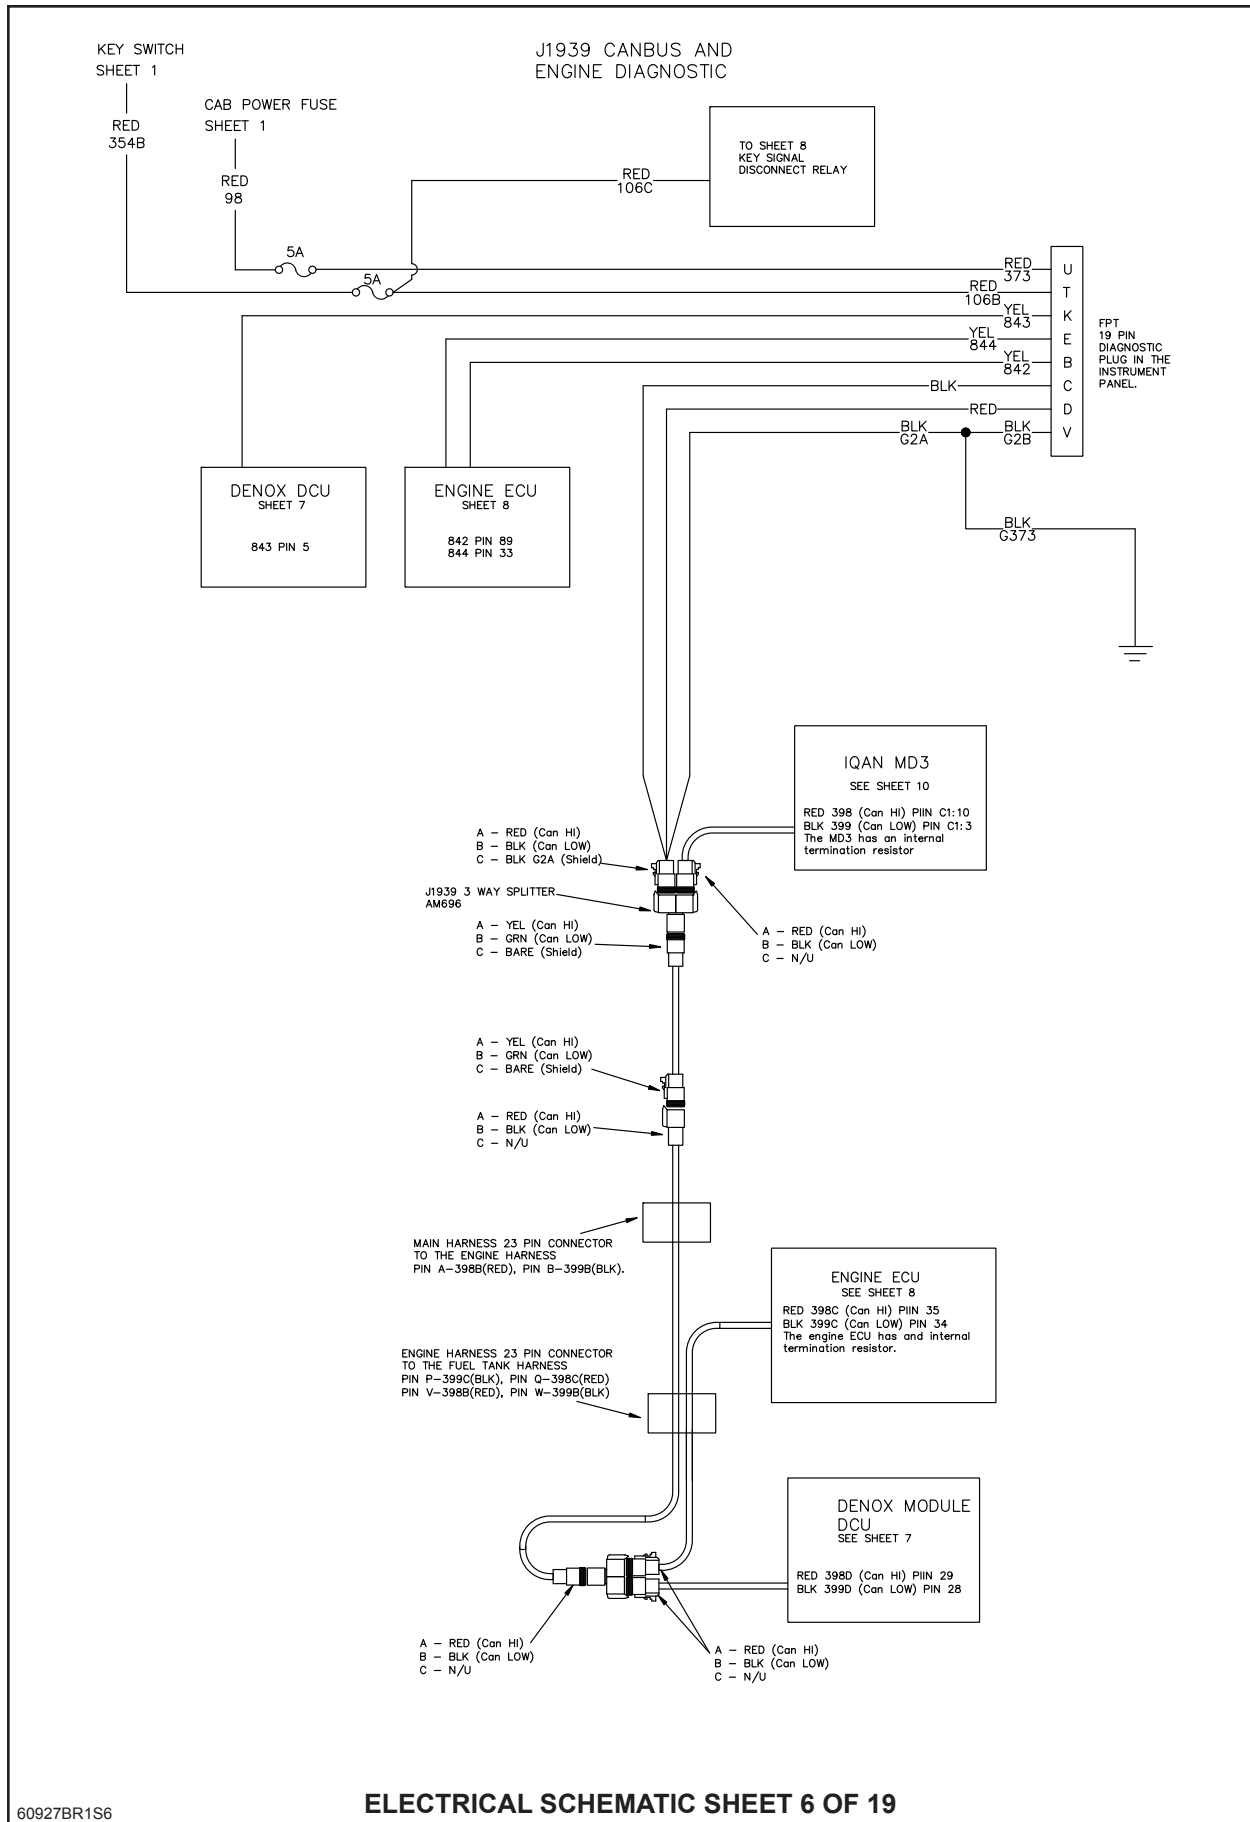 KEY SWITCH
SHEET 1
J1939 CANBUS AND
ENGINE DIAGNOSTIC
CAB POWER FUSE
SHEET 1
RED
354B
RED
98
TO SHEET 8
KEY SIGNAL
DISCONNECT RELAY
RED
106C
5A
5A
RED
373
U
RED
106B
T
YEL
843
K
YEL
844
E
YEL
842
B
BLK
C
RED
D
BLK
G2A
BLK
G2B
V
FPT
19 PIN
DIAGNOSTIC
PLUG IN THE
INSTRUMENT
PANEL.
BLK
G373
DENOX DCU
SHEET 7
843 PIN 5
ENGINE ECU
SHEET 8
842 PIN 89
844 PIN 33
IQAN MD3
SEE SHEET 10
RED 398 (Can HI) PIIN C1:10
BLK 399 (Can LOW) PIN C1:3
The MD3 has an internal
termination resistor
A – RED (Can HI)
B – BLK (Can LOW)
C – BLK G2A (Shield)
J1939 3 WAY SPLITTER
AM696
A – YEL (Can HI)
B – GRN (Can LOW)
C – BARE (Shield)
A – RED (Can HI)
B – BLK (Can LOW)
C – N/U
A – YEL (Can HI)
B – GRN (Can LOW)
C – BARE (Shield)
A – RED (Can HI)
B – BLK (Can LOW)
C – N/U
MAIN HARNESS 23 PIN CONNECTOR
TO THE ENGINE HARNESS
PIN A–398B(RED), PIN B–399B(BLK).
ENGINE ECU
SEE SHEET 8
RED 398C (Can HI) PIIN 35
BLK 399C (Can LOW) PIN 34
The engine ECU has and internal
termination resistor.
ENGINE HARNESS 23 PIN CONNECTOR
TO THE FUEL TANK HARNESS
PIN P–399C(BLK), PIN Q–398C(RED)
PIN V–398B(RED), PIN W–399B(BLK)
DENOX MODULE
DCU
SEE SHEET 7
RED 398D (Can HI) PIIN 29
BLK 399D (Can LOW) PIN 28
A – RED (Can HI)
B – BLK (Can LOW)
C – N/U
A – RED (Can HI)
B – BLK (Can LOW)
C – N/U
60927BR1S6
ELECTRICAL SCHEMATIC SHEET 6 OF 19